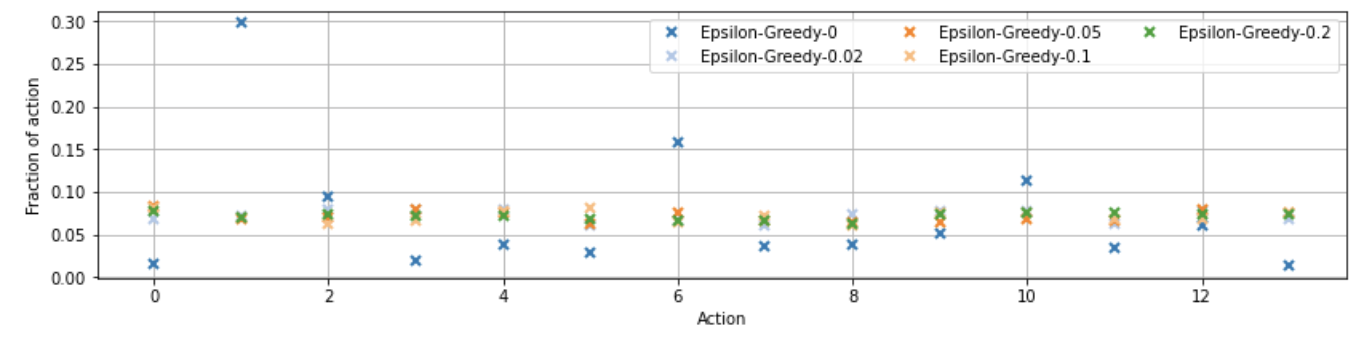 0.30
0.25
0.20
0.15
0.10
0.05
0.00
Fraction of action
Epsilon-Greedy-0 Epsilon-Greedy-0.05 Epsilon-Greedy-0.2
Epsilon-Greedy-0.02 Epsilon-Greedy-0.1
0 2 4 6 8 10 12
Action